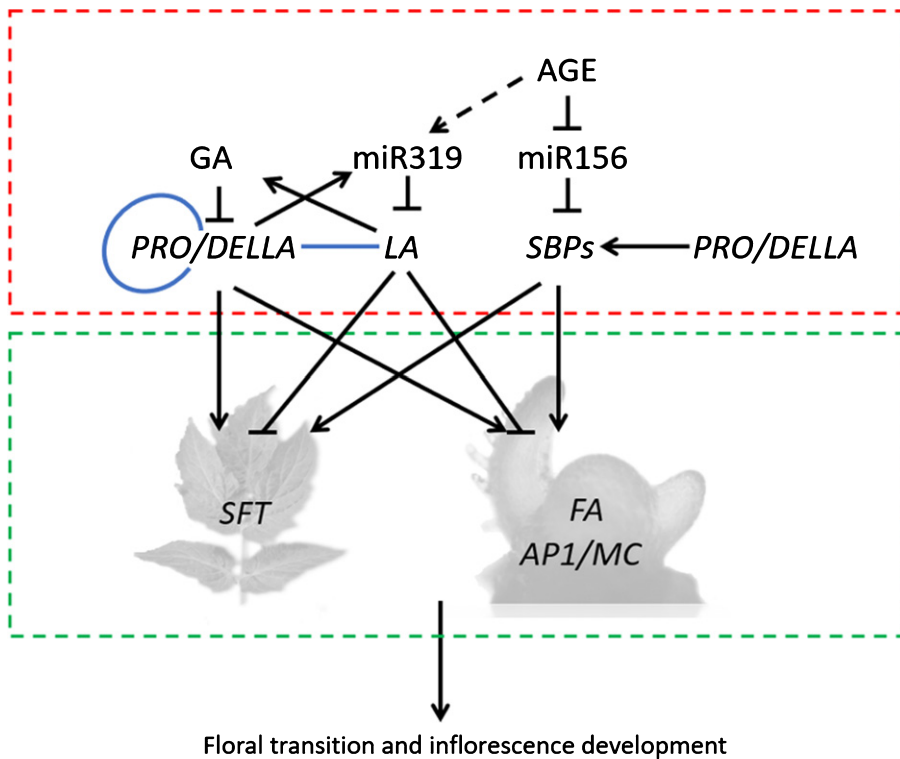 AGE
GA miR319 miR156
PRO/DELLA LA SBPs PRO/DELLA
SFT FA
AP1/MC
Floral transition and inflorescence development